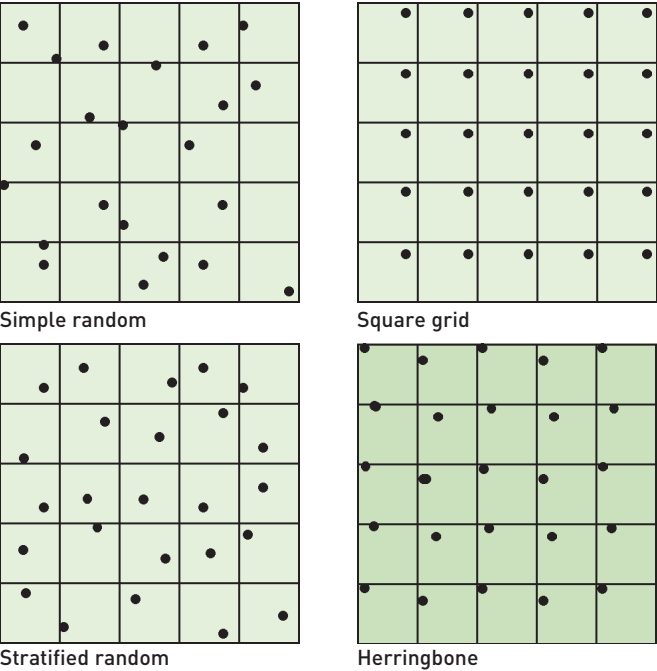 Simple random
Square grid
Stratified random
Herringbone